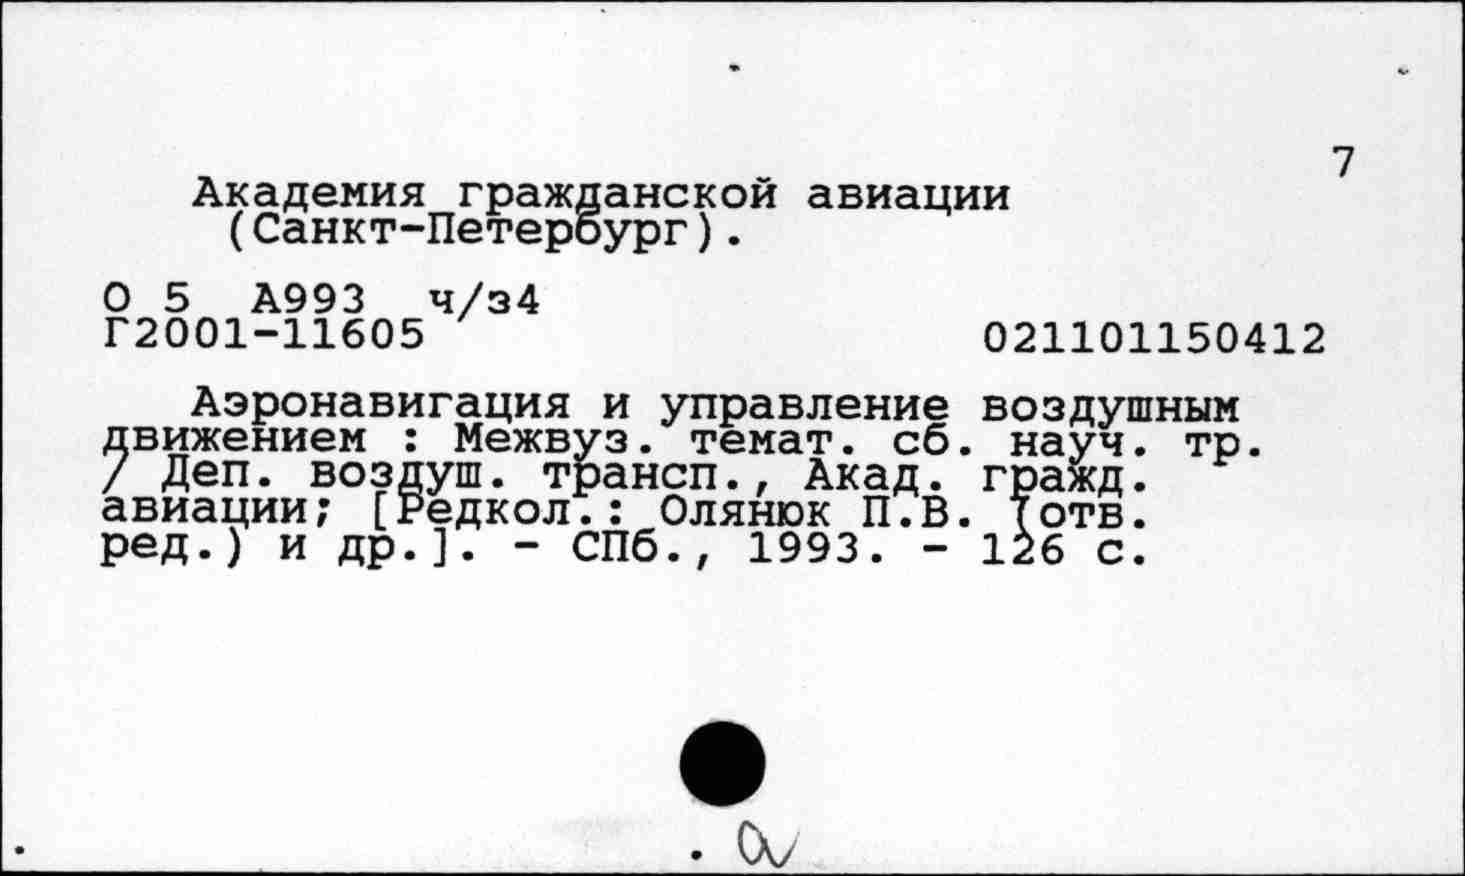 7
Академия гражданской авиации
(Санкт-Петербург).
О 5 А993 ч/з4
Г2001-11605 021101150412
Аэронавигация и управление воздушным
движением : Межвуз. темат. сб. науч. тр.
/ Деп. воздуш. трансп., Акад. гражд.
авиации; [Редкол.: Олянюк П.В. (отв.
ред.) и др.]. - СПб., 1993. - 126 с.